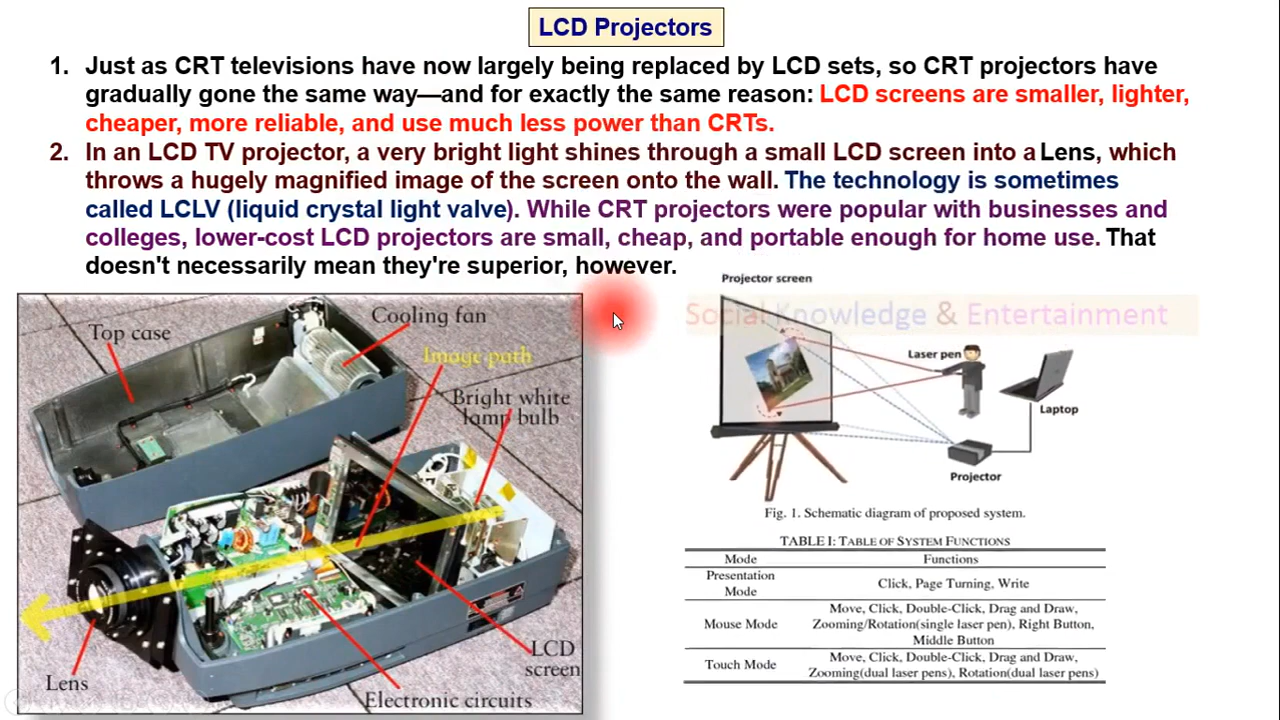 LCD Projectors
1. Just as CRT televisions have now largely being replaced by LCD sets, so CRT projectors have
gradually gone the same way—and for exactly the same reason: LCD screens are smaller, lighter,
cheaper, more reliable, and use much less power than CRTs.
2. In an LCD TV projector, a very bright light shines through a small LCD screen into a Lens, which
throws a hugely magnified image of the screen onto the wall. The technology is sometimes
called LCLV (liquid crystal light valve). While CRT projectors were popular with businesses and
colleges, lower-cost LCD projectors are small, cheap, and portable enough for home use. That
doesn't necessarily mean they're superior, however.
Top case
Cooling fan
Image path
Bright white
lamp bulb
LCD
screen
Lens
Electronic circuits
Projector screen
Social Knowledge & Entertainment
Laser pen
Laptop
Projector
Fig. 1. Schematic diagram of proposed system.
TABLE I: TABLE OF SYSTEM FUNCTIONS
Mode Functions
Presentation
Mode
Click, Page Turning, Write
Mouse Mode
Move, Click, Double-Click, Drag and Draw,
Zooming/Rotation(single laser pen), Right Button,
Middle Button
Touch Mode
Move, Click, Double-Click, Drag and Draw,
Zooming(dual laser pens), Rotation(dual laser pens)